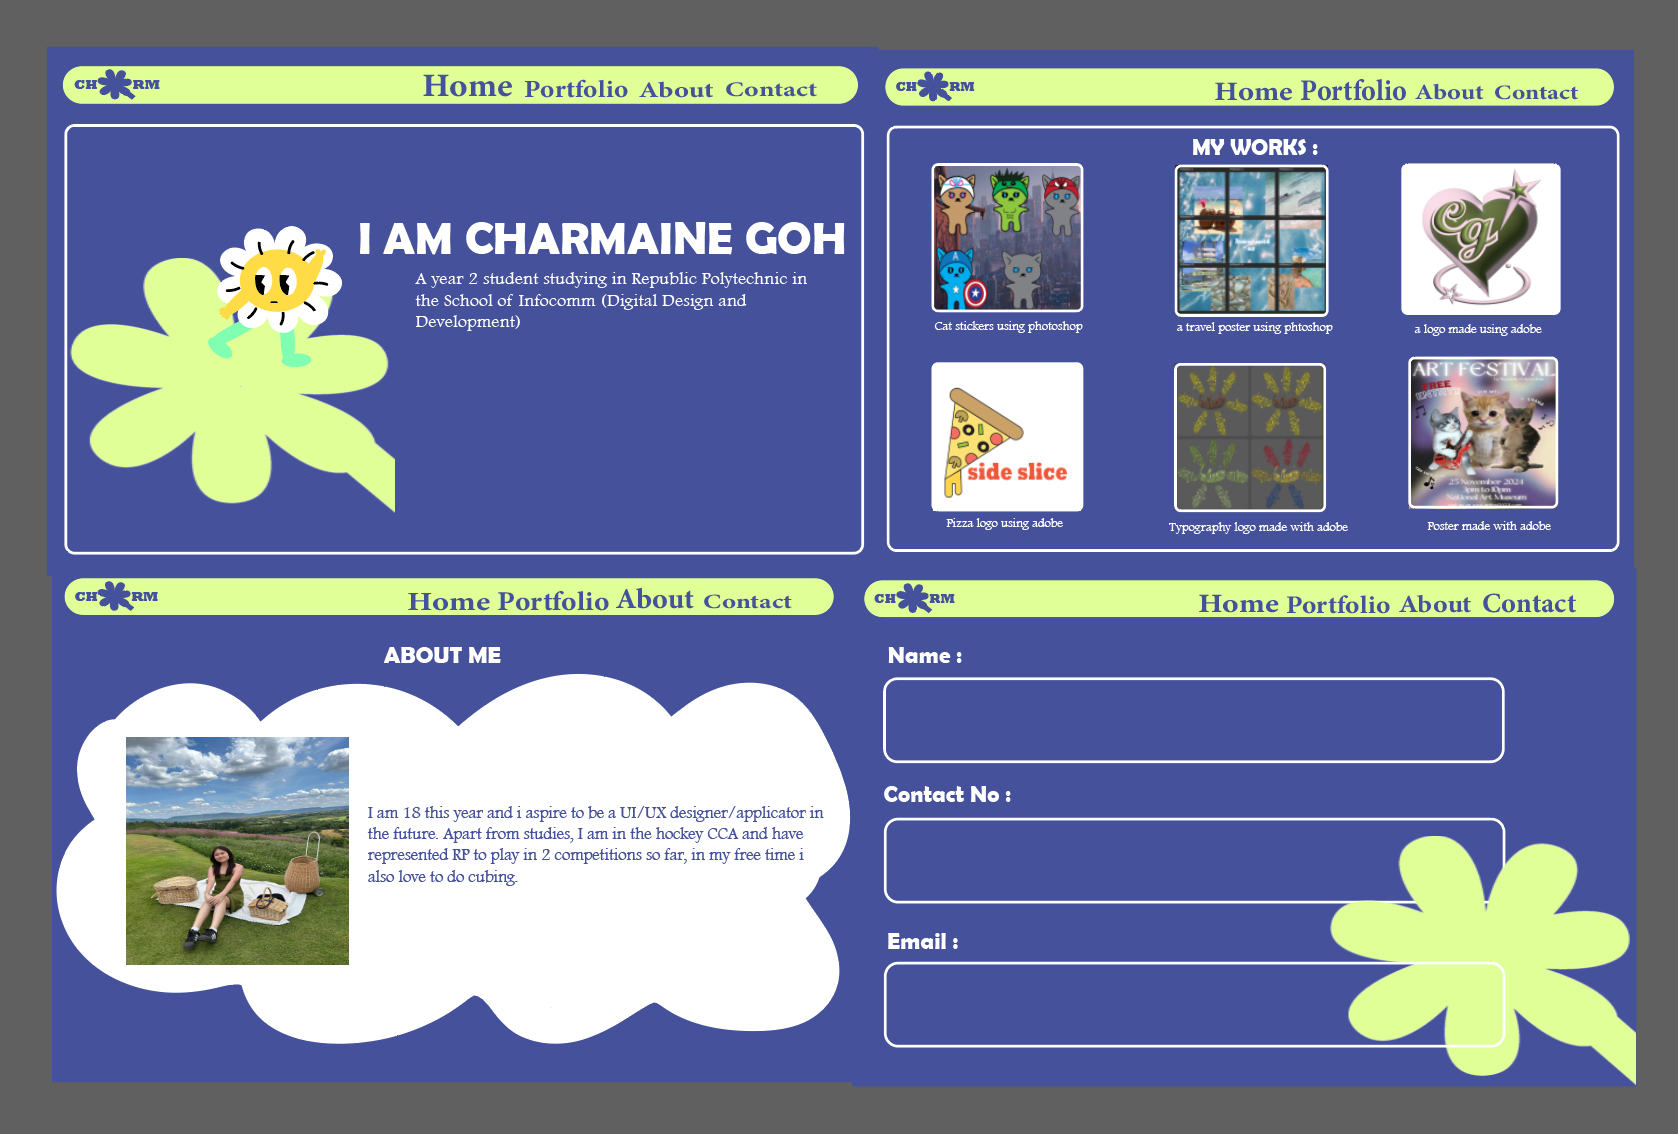 CH RM
Home Portfolio About Contact
I AM CHARMAINE GOH
A year 2 student studying in Republic Polytechnic in
the School of Infocomm (Digital Design and
Development)
CH RM
Home Portfolio About Contact
MY WORKS :
A
Cg
Cat stickers using photoshop
a travel poster using phtoshop
a logo made using adobe
side slice
ART FESTIVAL
FREE
25 November 2024
3pm to 10pm
National Art Museum
Pizza logo using adobe
Typography logo made with adobe
Poster made with adobe
CH RM
Home Portfolio About Contact
ABOUT ME
I am 18 this year and i aspire to be a UI/UX designer/applicator in
the future. Apart from studies, I am in the hockey CCA and have
represented RP to play in 2 competitions so far, in my free time i
also love to do cubing.
CH RM
Home Portfolio About Contact
Name :
Contact No :
Email :